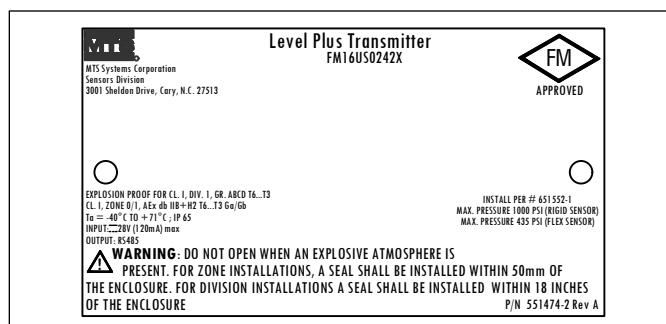 MTS
Level Plus Transmitter
FM16US0242X
MTS Systems Corporation
Sensors Division
3001 Sheldon Drive, Cary, N.C. 27513
FM
APPROVED
EXPLOSION PROOF FOR CL. I, DIV. 1, GR. ABCD T6...T3
CL. I, ZONE 0/1, AEx db IIB+H2 T6...T3 Ga/Gb
Ta = -40°C TO +71°C ; IP 65
INPUT:⎓28V (120mA) max
OUTPUT: RS485
INSTALL PER # 651552-1
MAX. PRESSURE 1000 PSI (RIGID SENSOR)
MAX. PRESSURE 435 PSI (FLEX SENSOR)
WARNING: DO NOT OPEN WHEN AN EXPLOSIVE ATMOSPHERE IS
PRESENT. FOR ZONE INSTALLATIONS, A SEAL SHALL BE INSTALLED WITHIN 50mm OF
THE ENCLOSURE. FOR DIVISION INSTALLATIONS A SEAL SHALL BE INSTALLED WITHIN 18 INCHES
OF THE ENCLOSURE
P/N 551474-2 Rev A